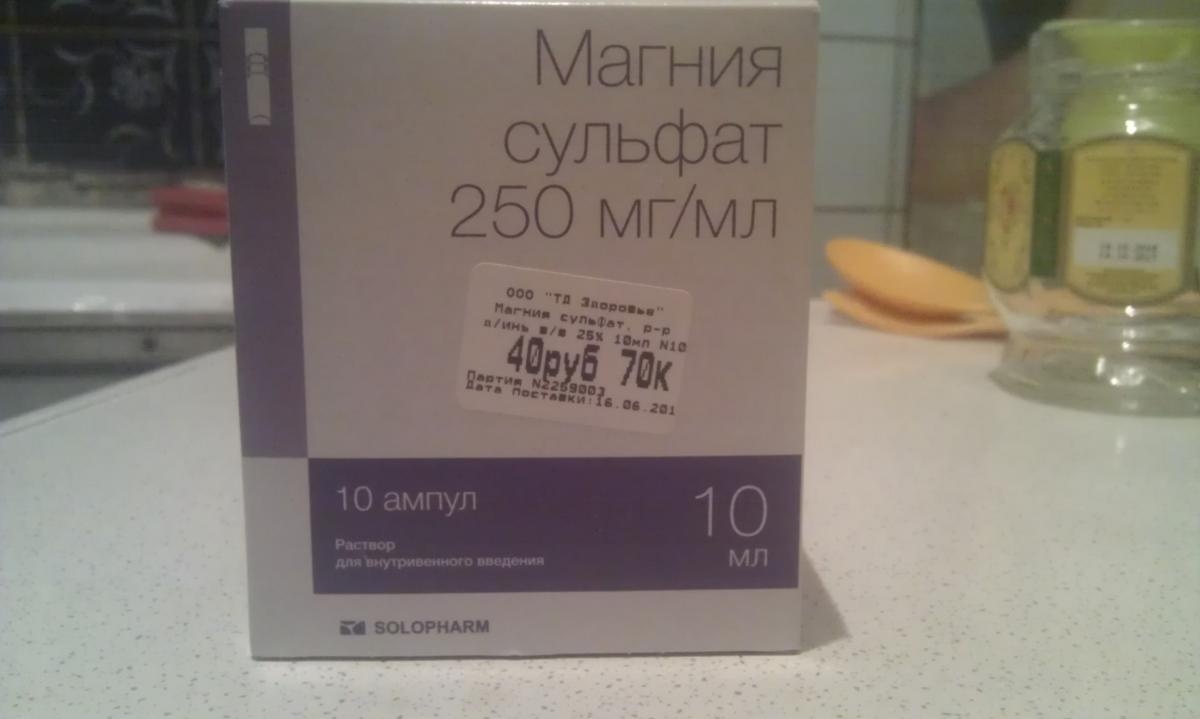 Магния
сульфат
250 мг/мл
ООО "ТД Здоровье"
Магния сульфат. р-р
д/инь в/в 25% 10мл N10
40руб 70К
Партия N2259003
Дата поставки:16.06.201
10 ампул
10
мл
Раствор
для внутривенного введения
SOLOPHARM